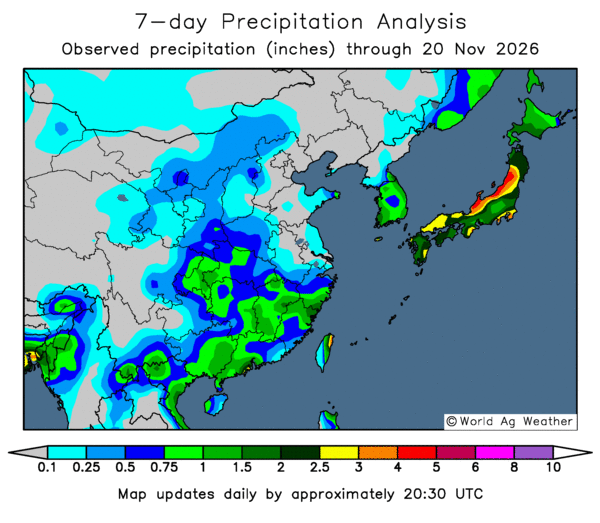 7-day Precipitation Analysis
Observed precipitation (inches) through 20 Nov 2026
© World Ag Weather
0.1 0.25 0.5 0.75 1 1.5 2 2.5 3 4 5 6 8 10
Map updates daily by approximately 20:30 UTC